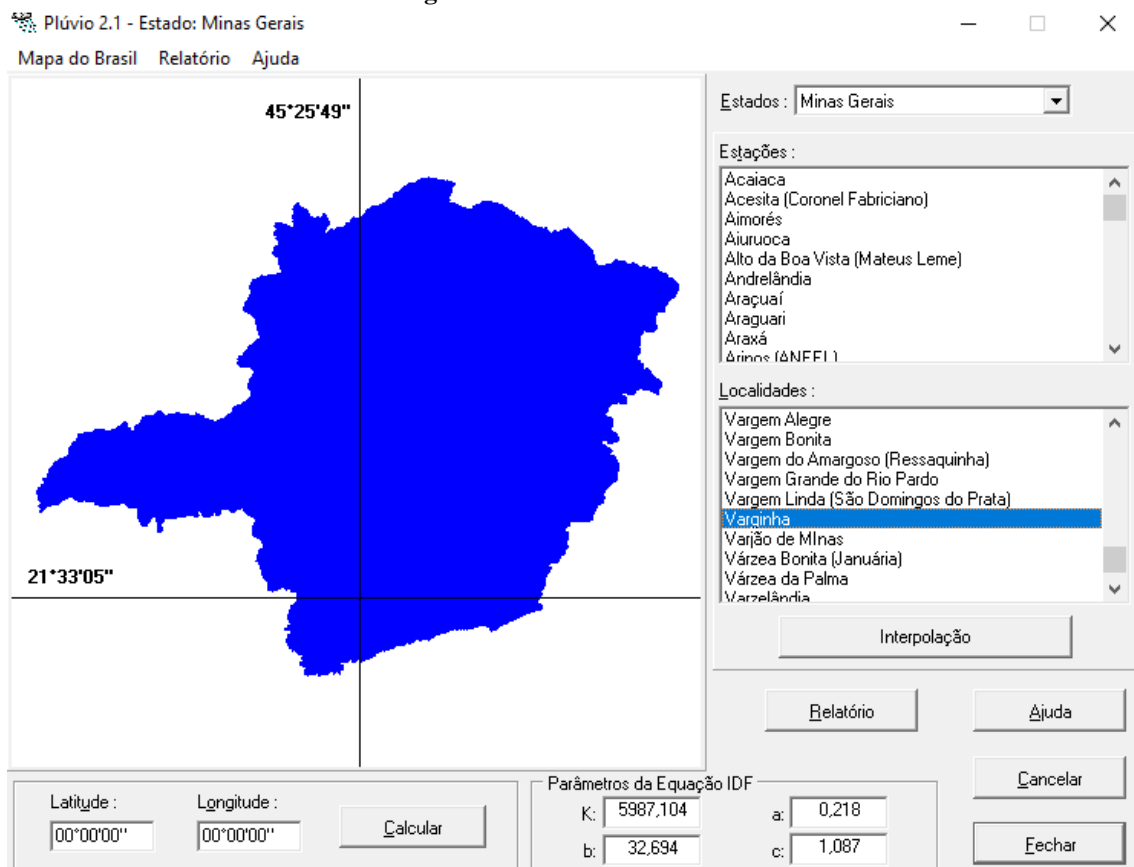 Plúvio 2.1 - Estado: Minas Gerais
Mapa do Brasil Relatório Ajuda
45°25'49"
21°33'05"
Estados : Minas Gerais
Estações :
Acaiaca
Acesita (Coronel Fabriciano)
Aimorés
Aiuruoca
Alto da Boa Vista (Mateus Leme)
Andrelândia
Araçuaí
Araguari
Araxá
Arinos (ANEEL)
Localidades :
Vargem Alegre
Vargem Bonita
Vargem do Amargoso (Ressaquinha)
Vargem Grande do Rio Pardo
Vargem Linda (São Domingos do Prata)
Varginha
Varjão de MInas
Várzea Bonita (Januária)
Várzea da Palma
Varzelândia
Interpolação
Relatório
Ajuda
Cancelar
Fechar
Latitude :
00°00'00''
Longitude :
00°00'00''
Calcular
Parâmetros da Equação IDF
K: 5987,104
a: 0,218
b: 32,694
c: 1,087